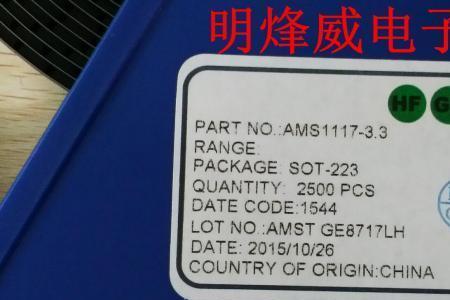 明烽威电子
HF G
PART NO.:AMS1117-3.3
RANGE:
PACKAGE: SOT-223
QUANTITY: 2500 PCS
DATE CODE:1544
LOT NO.:AMST GE8717LH
DATE: 2015/10/26
COUNTRY OF ORIGIN:CHINA